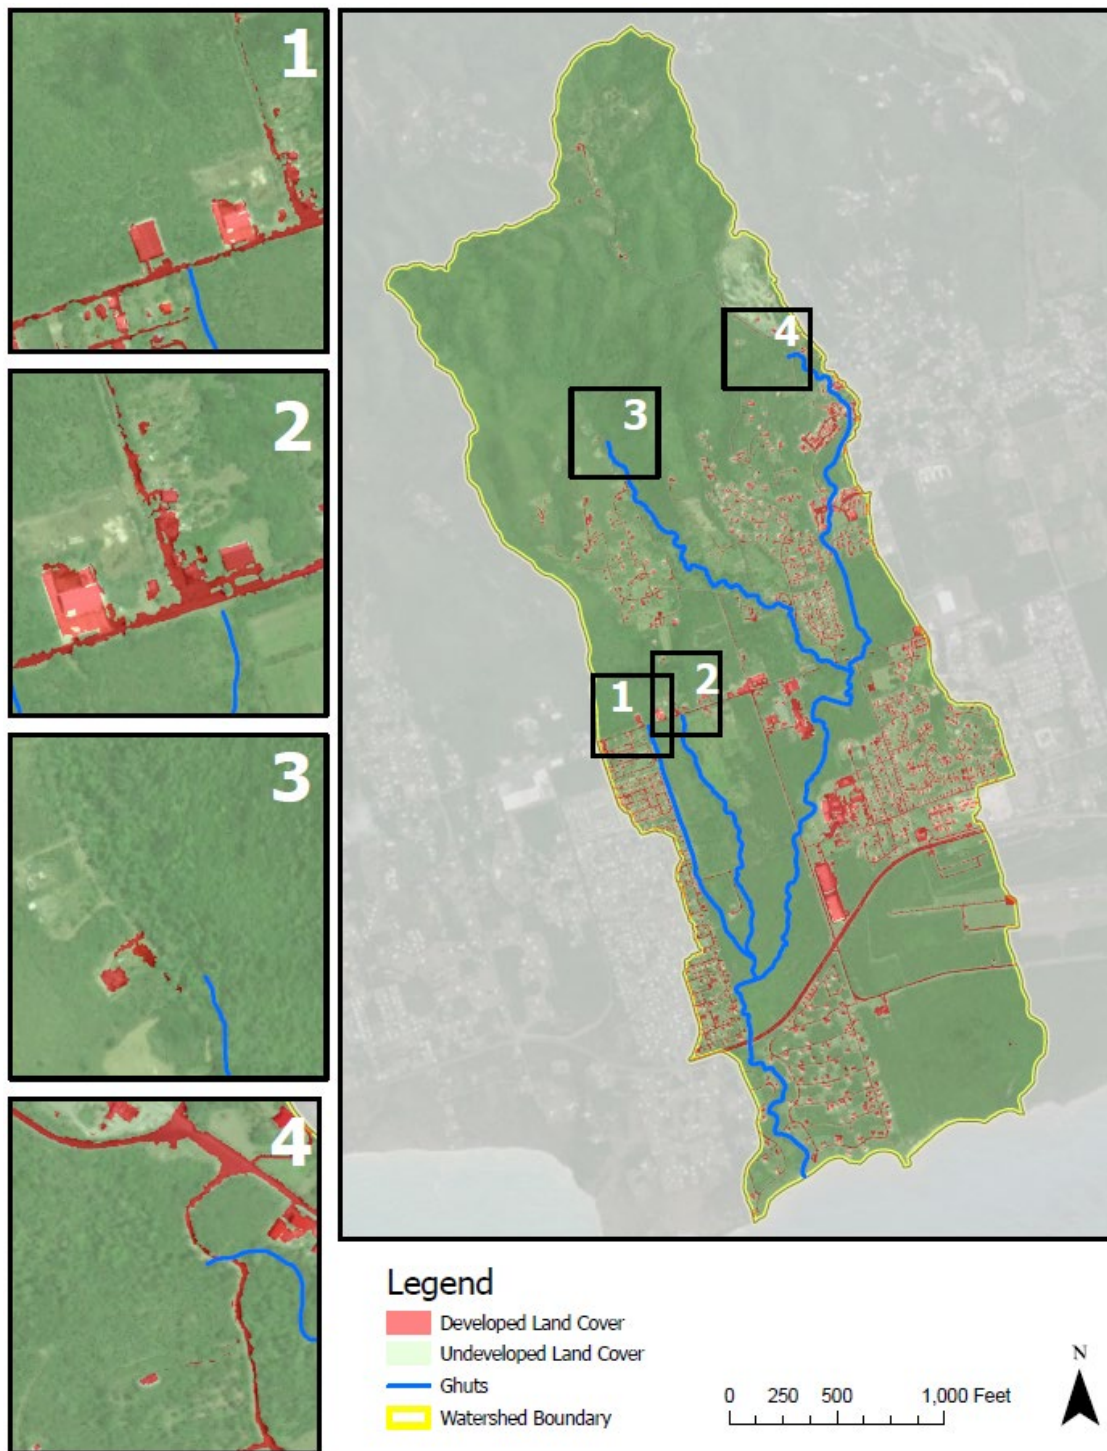 1
2
3
4
4
3
2
1
Legend
Developed Land Cover
Undeveloped Land Cover
Ghuts
Watershed Boundary
0 250 500 1,000 Feet
N